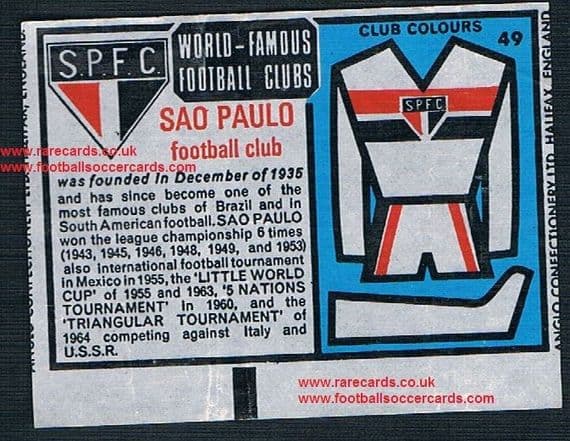 S.P.F.C.
WORLD-FAMOUS
FOOTBALL CLUBS
SAO PAULO
football club
was founded in December of 1935
and has since become one of the
most famous clubs of Brazil and in
South American football. SAO PAULO
won the league championship 6 times
(1943, 1945, 1946, 1948, 1949, and 1953)
also international football tournament
in Mexico in 1955, the 'LITTLE WORLD
CUP' of 1955 and 1963, '5 NATIONS
TOURNAMENT' In 1960, and the
'TRIANGULAR TOURNAMENT' of
1964 competing against Italy and
U.S.S.R.
CLUB COLOURS
49
SPFC
ANGLO CONFECTIONERY LTD. HALIFAX, ENGLAND
www.rarecards.co.uk
www.footballsoccercards.com
www.rarecards.co.uk
www.footballsoccercards.com